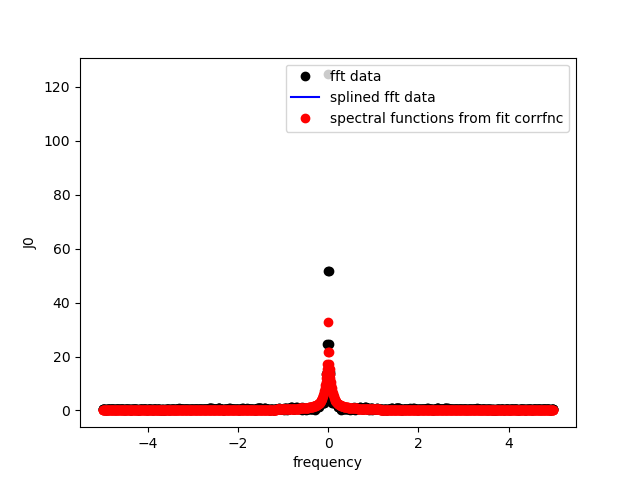 fft data
splined fft data
spectral functions from fit corrfnc
120
100
80
60
40
20
0
J0
−4
−2
0
2
4
frequency